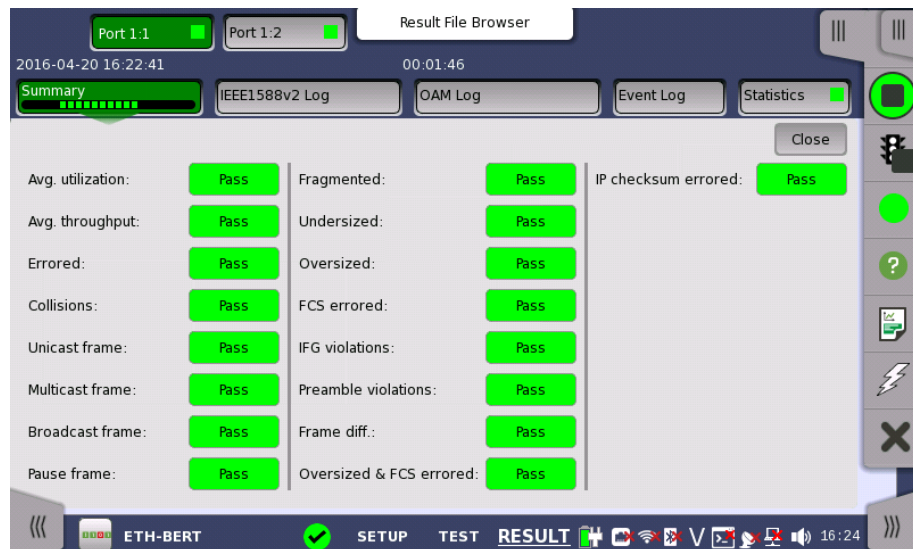 Port 1:1 Port 1:2 Result File Browser
2016-04-20 16:22:41 00:01:46
Summary IEEE1588v2 Log OAM Log Event Log Statistics
Close
Avg. utilization: Pass Fragmented: Pass IP checksum errored: Pass
Avg. throughput: Pass Undersized: Pass
Errored: Pass Oversized: Pass
Collisions: Pass FCS errored: Pass
Unicast frame: Pass IFG violations: Pass
Multicast frame: Pass Preamble violations: Pass
Broadcast frame: Pass Frame diff.: Pass
Pause frame: Pass Oversized & FCS errored: Pass
ETH-BERT SETUP TEST RESULT V 16:24